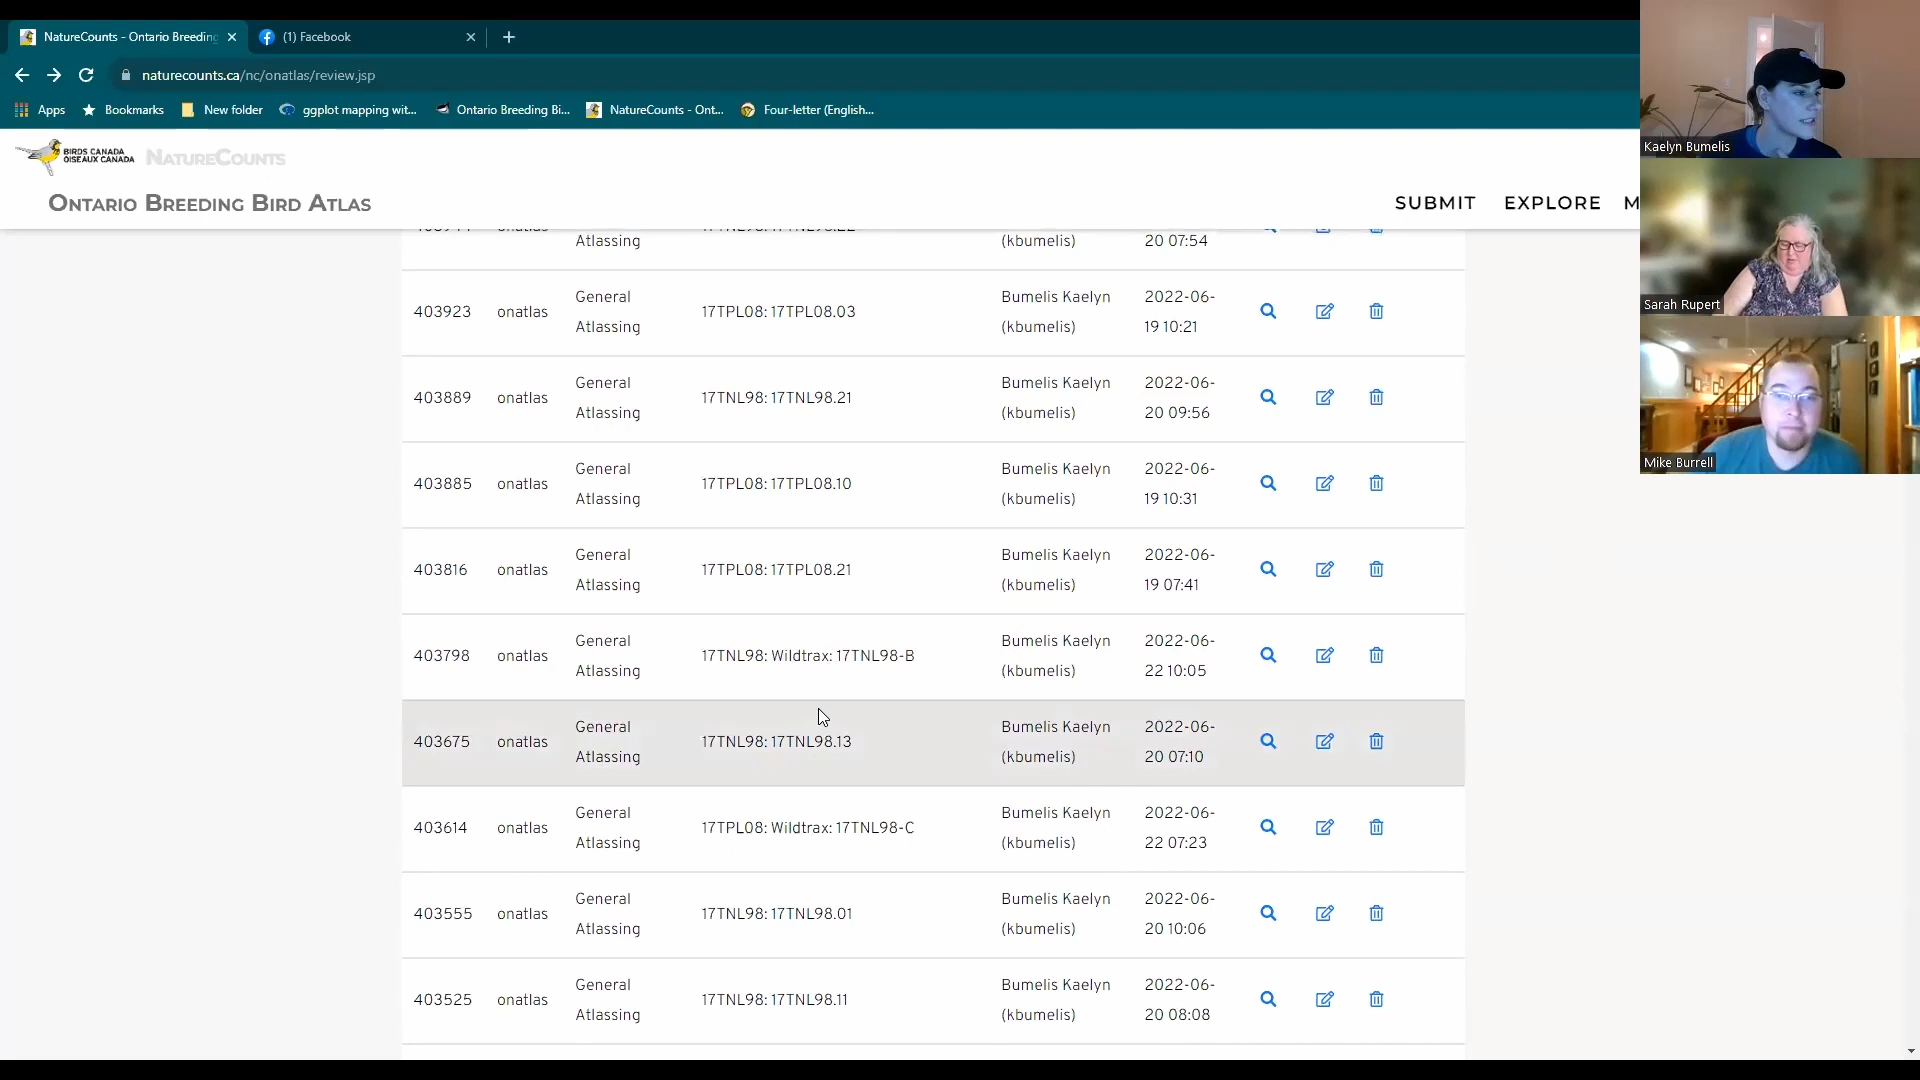 NatureCounts - Ontario Breeding
(1) Facebook
naturecounts.ca/nc/onatlas/review.jsp
Apps
Bookmarks
New folder
ggplot mapping wit...
Ontario Breeding Bi...
NatureCounts - Ont...
Four-letter (English...
BIRDS CANADA
OISEAUX CANADA
NATURECOUNTS
ONTARIO BREEDING BIRD ATLAS
SUBMIT
EXPLORE
M
Atlassing
(kbumelis)
20 07:54
403923 onatlas General Atlassing 17TPL08: 17TPL08.03 Bumelis Kaelyn (kbumelis) 2022-06-19 10:21
403889 onatlas General Atlassing 17TNL98: 17TNL98.21 Bumelis Kaelyn (kbumelis) 2022-06-20 09:56
403885 onatlas General Atlassing 17TPL08: 17TPL08.10 Bumelis Kaelyn (kbumelis) 2022-06-19 10:31
403816 onatlas General Atlassing 17TPL08: 17TPL08.21 Bumelis Kaelyn (kbumelis) 2022-06-19 07:41
403798 onatlas General Atlassing 17TNL98: Wildtrax: 17TNL98-B Bumelis Kaelyn (kbumelis) 2022-06-22 10:05
403675 onatlas General Atlassing 17TNL98: 17TNL98.13 Bumelis Kaelyn (kbumelis) 2022-06-20 07:10
403614 onatlas General Atlassing 17TPL08: Wildtrax: 17TNL98-C Bumelis Kaelyn (kbumelis) 2022-06-22 07:23
403555 onatlas General Atlassing 17TNL98: 17TNL98.01 Bumelis Kaelyn (kbumelis) 2022-06-20 10:06
403525 onatlas General Atlassing 17TNL98: 17TNL98.11 Bumelis Kaelyn (kbumelis) 2022-06-20 08:08
Kaelyn Bumelis
Sarah Rupert
Mike Burrell